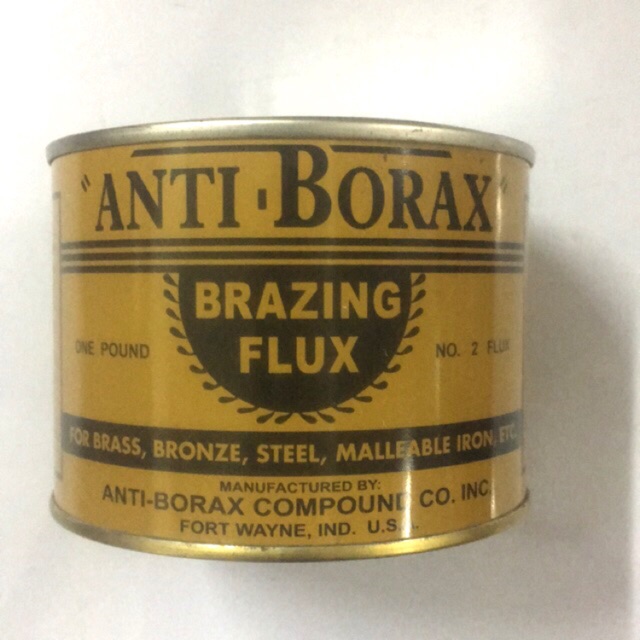 "ANTI-BORAX"
BRAZING
FLUX
ONE POUND
NO. 2 FLUX
FOR BRASS, BRONZE, STEEL, MALLEABLE IRON, ETC.
MANUFACTURED BY:
ANTI-BORAX COMPOUND CO. INC.
FORT WAYNE, IND. U.S.A.